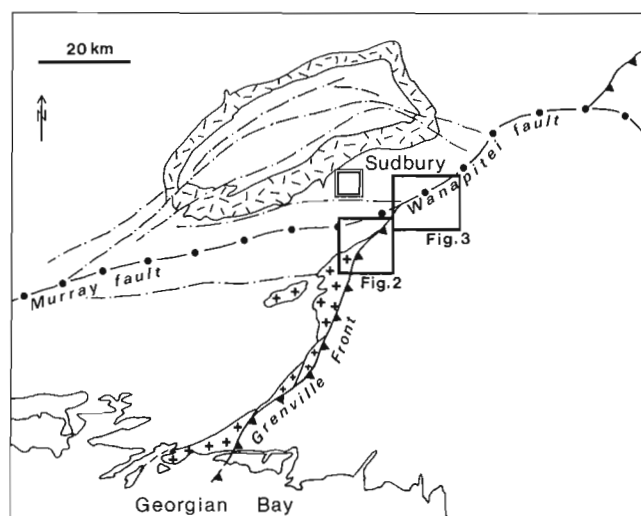 20 km
N
Sudbury
Wanapitei fault
Fig.3
Murray fault
Fig.2
Grenville Front
Georgian Bay